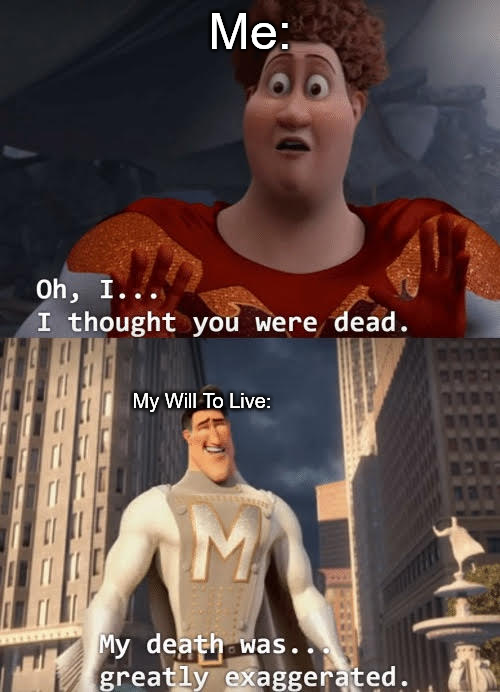 Me:
Oh, I...
I thought you were dead.
My Will To Live:
M
My death was...
greatly exaggerated.